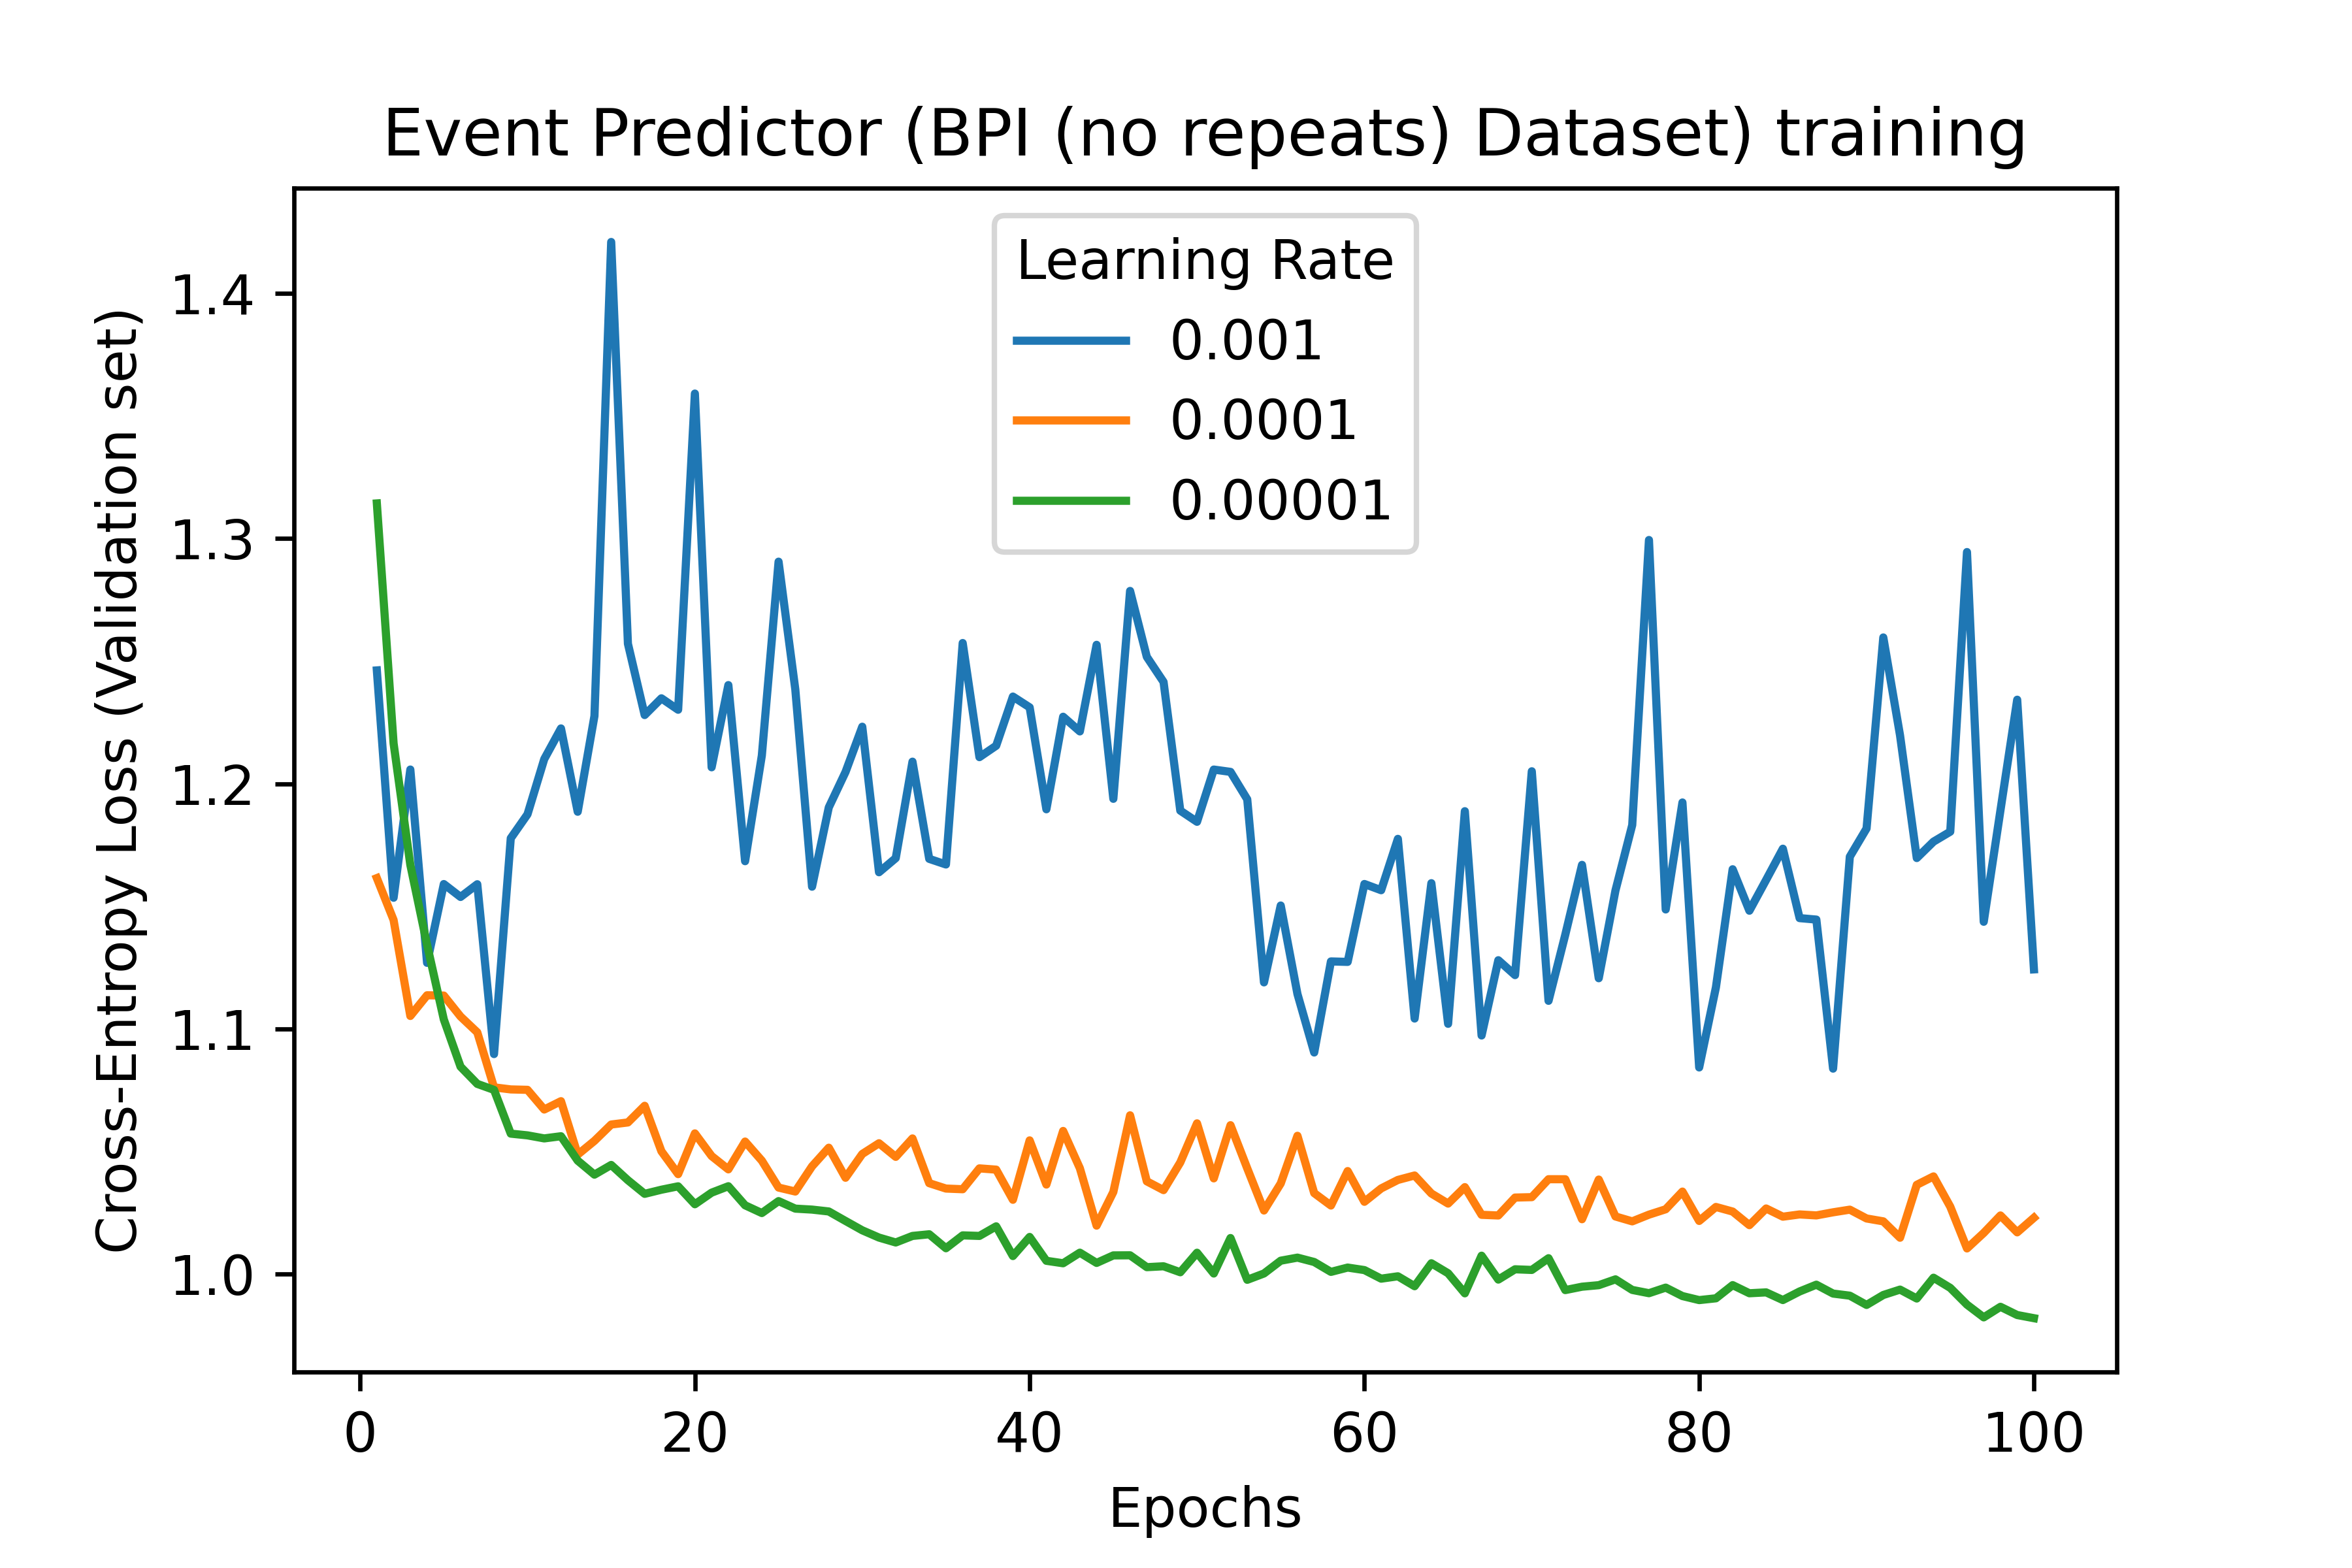 Event Predictor (BPI (no repeats) Dataset) training
Learning Rate
0.001
0.0001
0.00001
Cross-Entropy Loss (Validation set)
1.4
1.3
1.2
1.1
1.0
0 20 40 60 80 100
Epochs